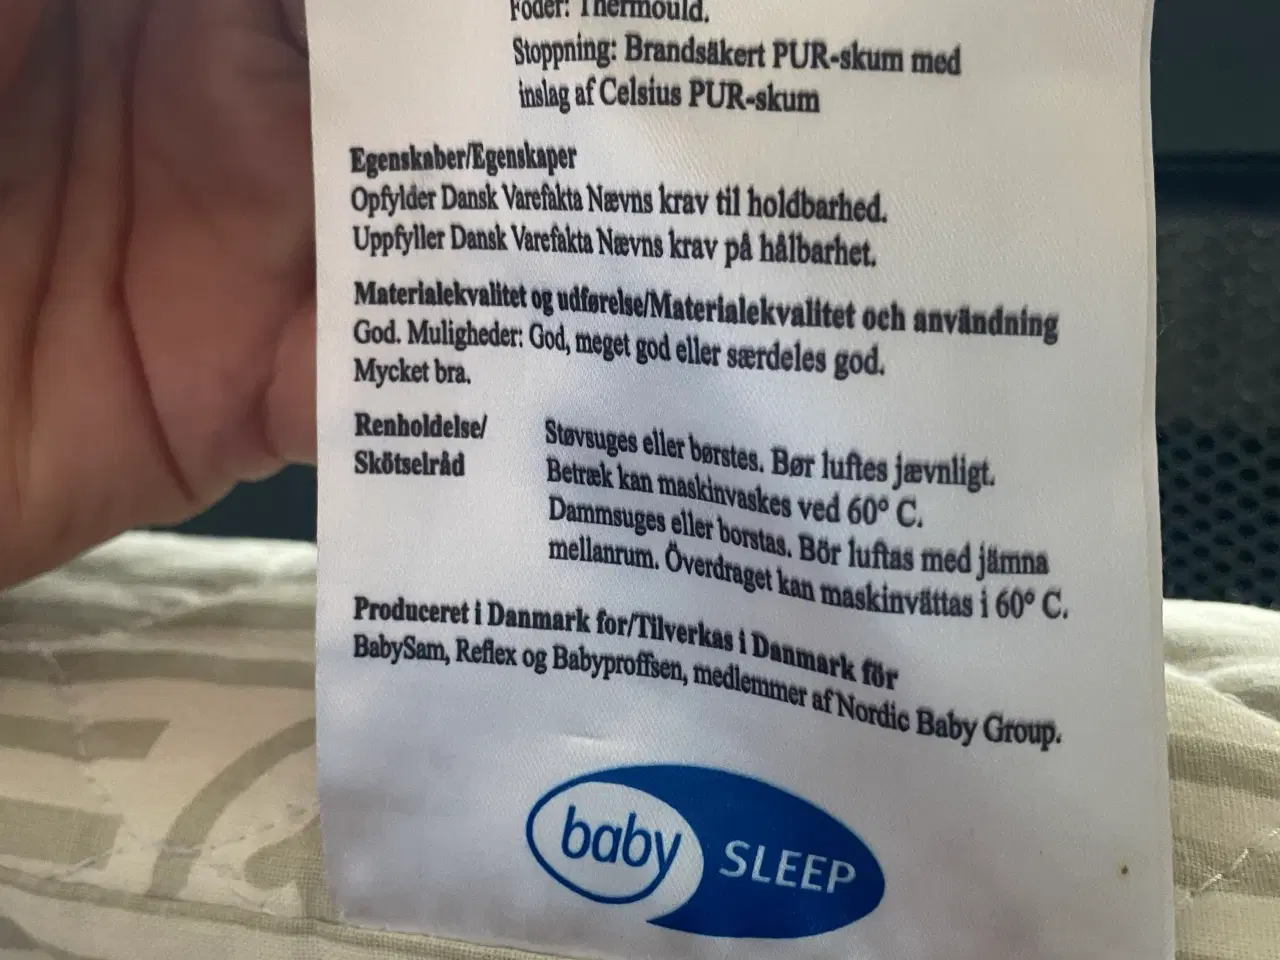 Foder: Thermould.
Stoppning: Brandsäkert PUR-skum med
inslag af Celsius PUR-skum
Egenskaber/Egenskaper
Opfylder Dansk Varefakta Nævns krav til holdbarhed.
Uppfyller Dansk Varefakta Nævns krav på hålbarhet.
Materialekvalitet og udførelse/Materialekvalitet och användning
God. Muligheder: God, meget god eller særdeles god.
Mycket bra.
Renholdelse/
Skötselråd
Støvsuges eller børstes. Bør luftes jævnligt.
Betræk kan maskinvaskes ved 60° C.
Dammsuges eller borstas. Bör luftas med jämna
mellanrum. Överdraget kan maskinvättas i 60° C.
Produceret i Danmark for/Tilverkas i Danmark för
BabySam, Reflex og Babyproffsen, medlemmer af Nordic Baby Group.
baby SLEEP